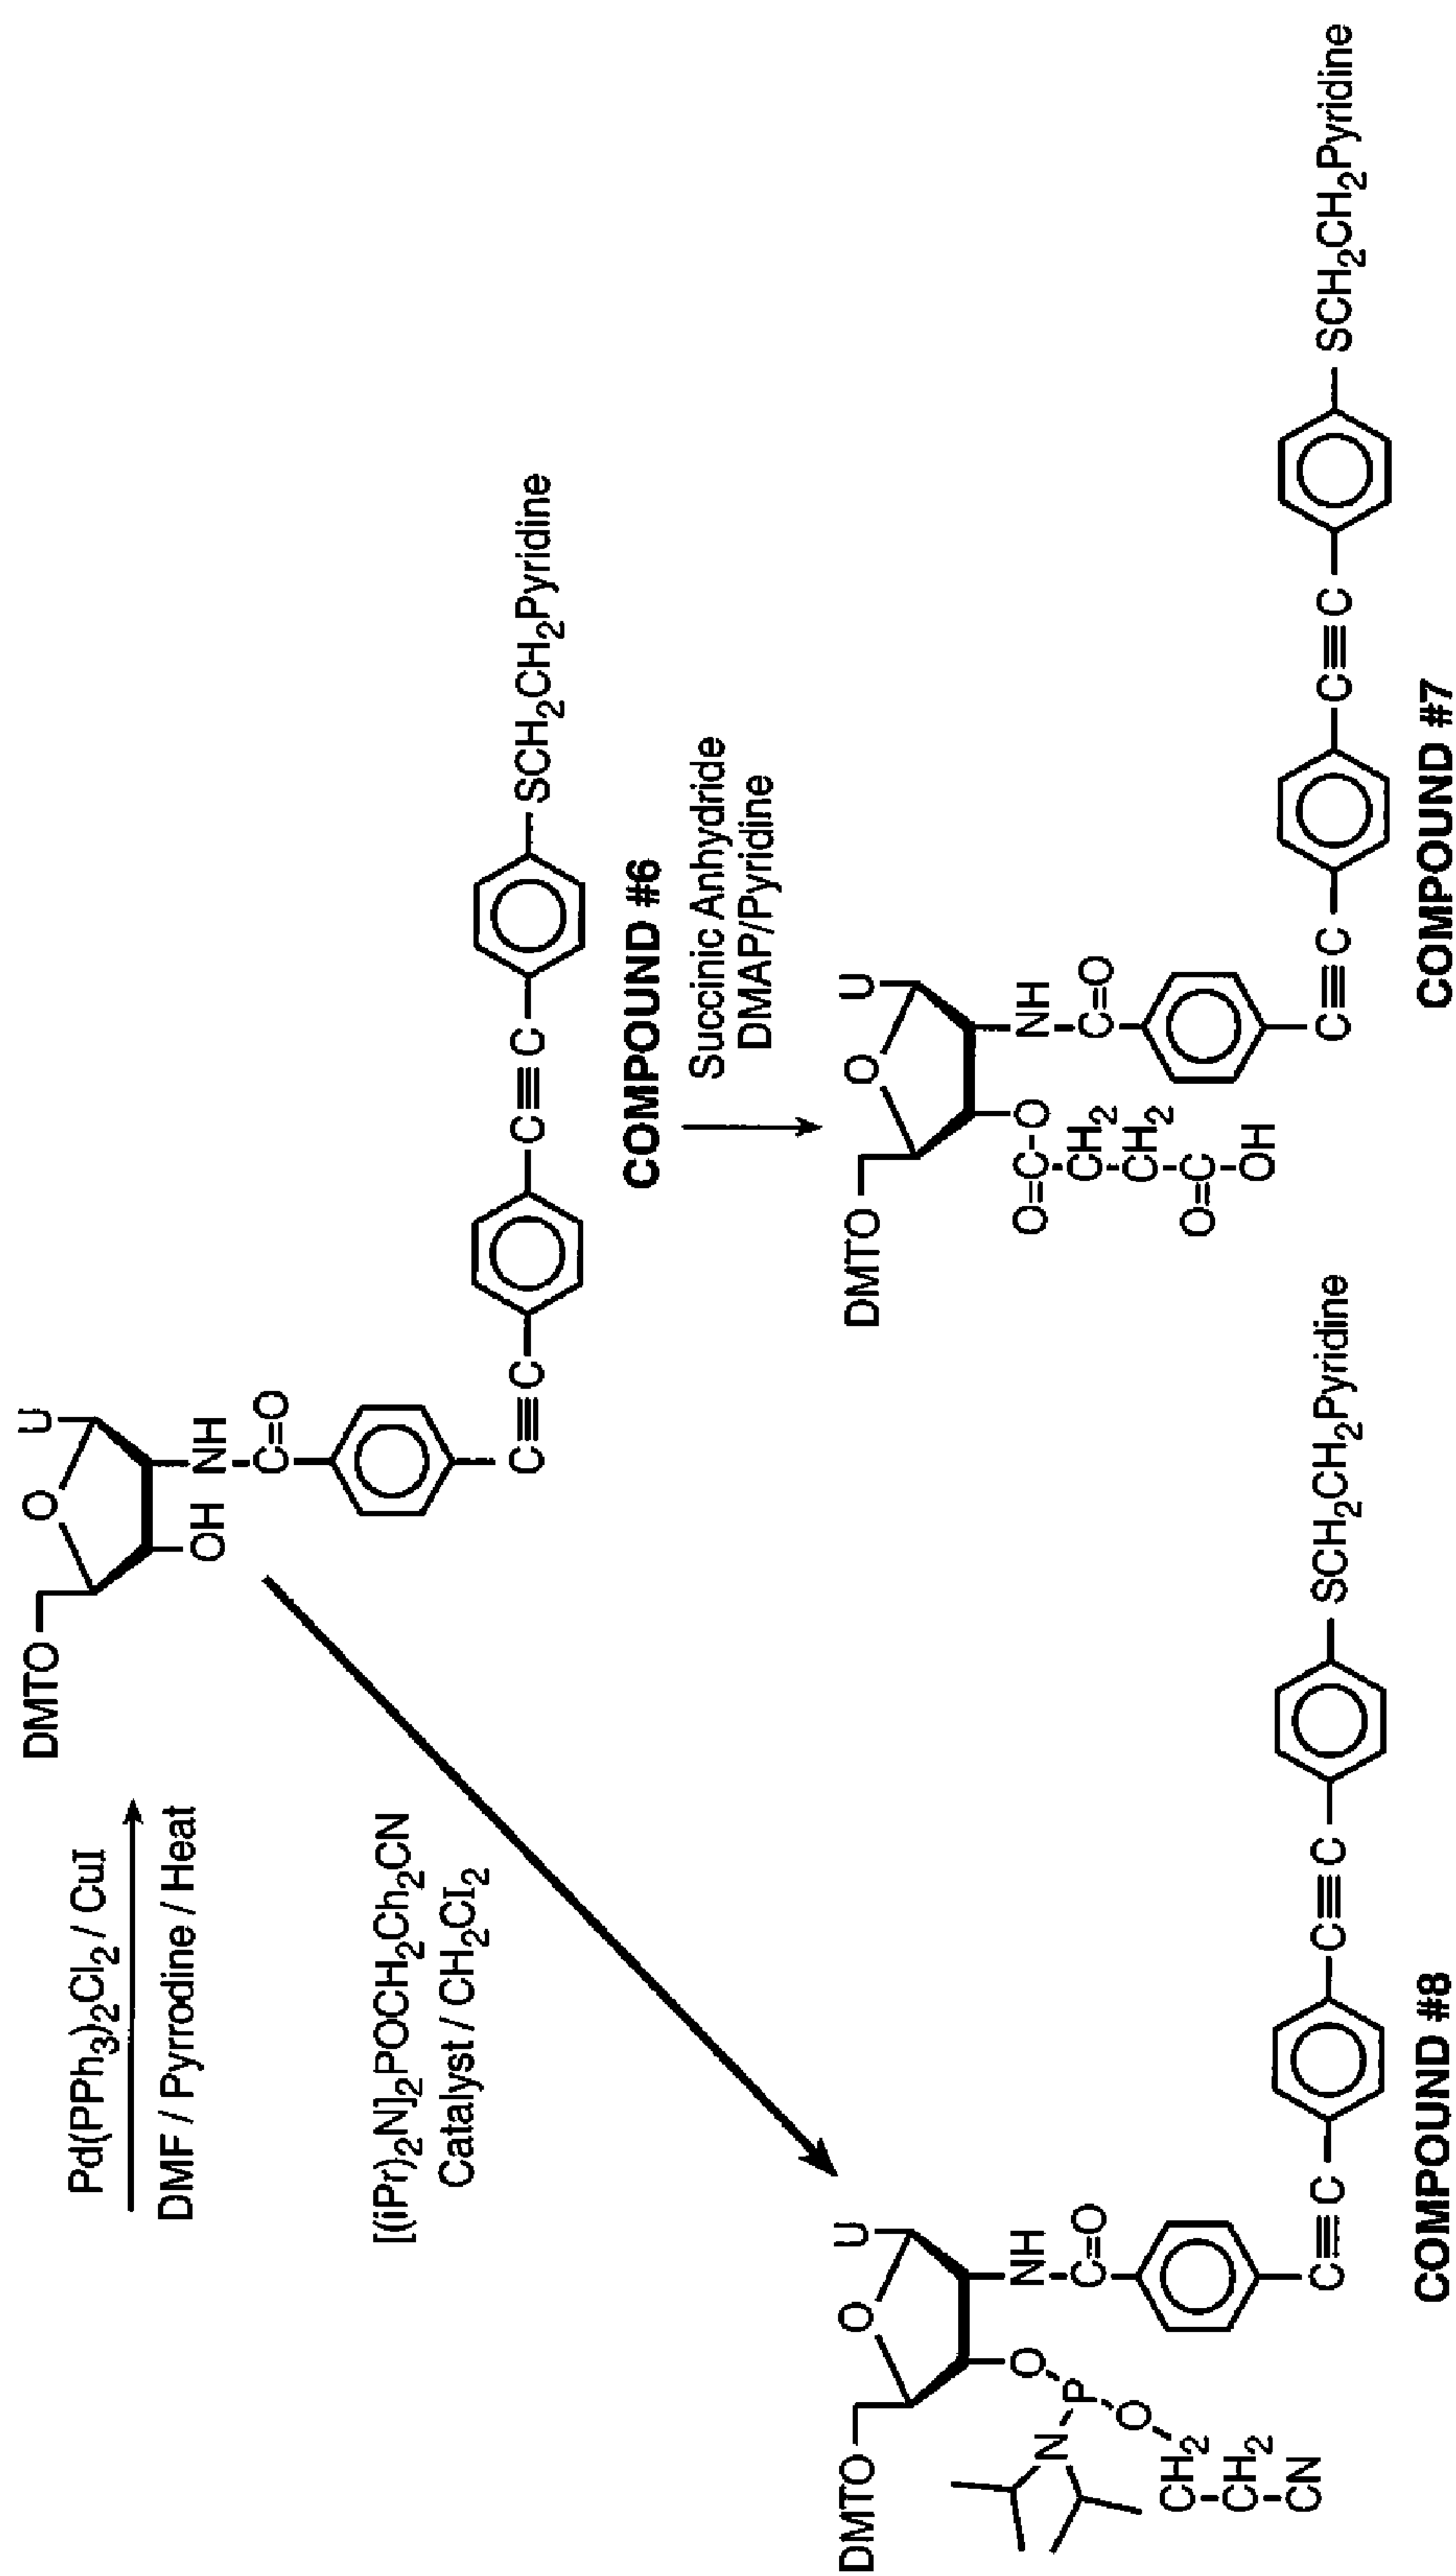 Pd(PPh3)2Cl2 / CuI
DMF / Pyrrodine / Heat
DMTO
O
U
OH
NH
C=O
C≡C
C≡C
SCH2CH2Pyridine
COMPOUND #6
[(iPr)2N]2POCH2Ch2CN
Catalyst / CH2Cl2
Succinic Anhydride
DMAP/Pyridine
DMTO
O
U
O
P
N
O
CH2
CH2
CN
NH
C=O
C≡C
C≡C
SCH2CH2Pyridine
COMPOUND #8
DMTO
O
U
O
O=C
CH2
CH2
O=C
OH
NH
C=O
C≡C
C≡C
SCH2CH2Pyridine
COMPOUND #7